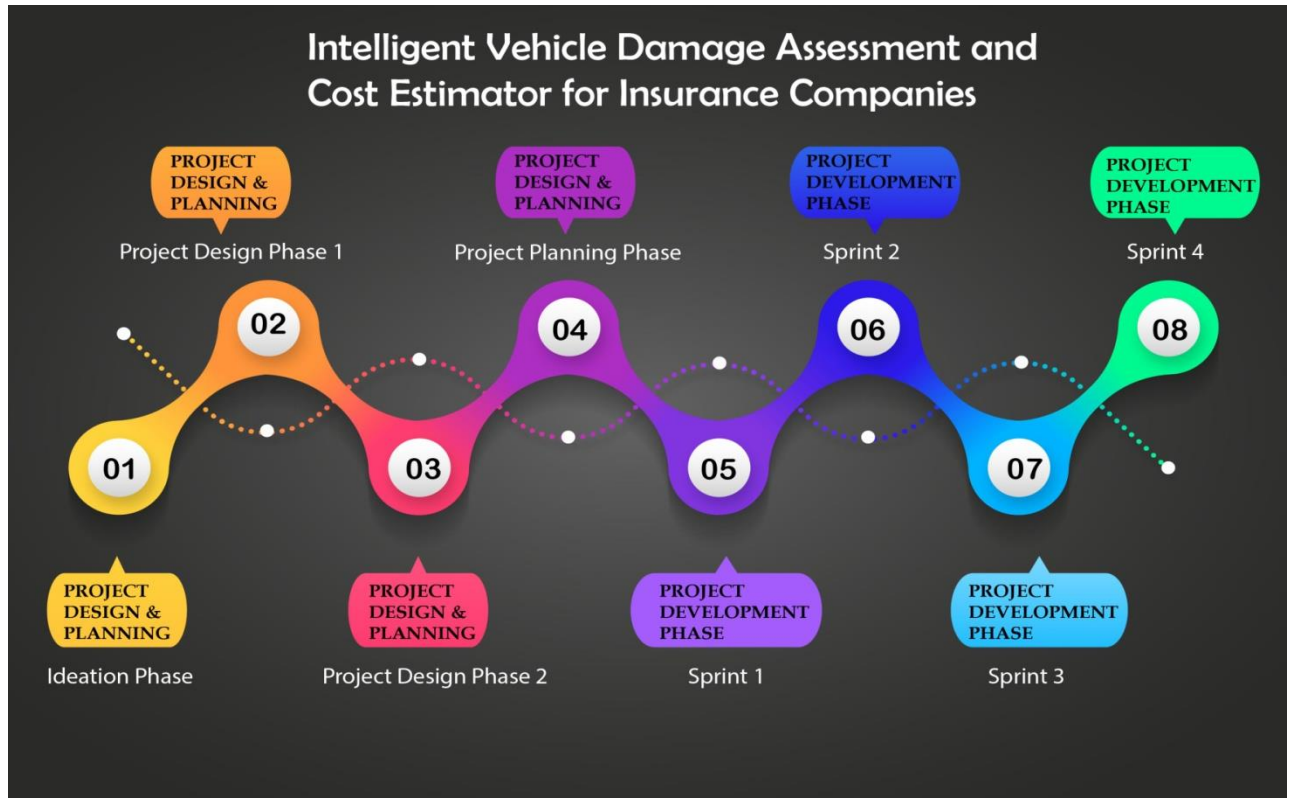 Intelligent Vehicle Damage Assessment and
Cost Estimator for Insurance Companies
PROJECT
DESIGN &
PLANNING
Project Design Phase 1
PROJECT
DESIGN &
PLANNING
Project Planning Phase
PROJECT
DEVELOPMENT
PHASE
Sprint 2
PROJECT
DEVELOPMENT
PHASE
Sprint 4
02
04
06
08
01
03
05
07
PROJECT
DESIGN &
PLANNING
Ideation Phase
PROJECT
DESIGN &
PLANNING
Project Design Phase 2
PROJECT
DEVELOPMENT
PHASE
Sprint 1
PROJECT
DEVELOPMENT
PHASE
Sprint 3